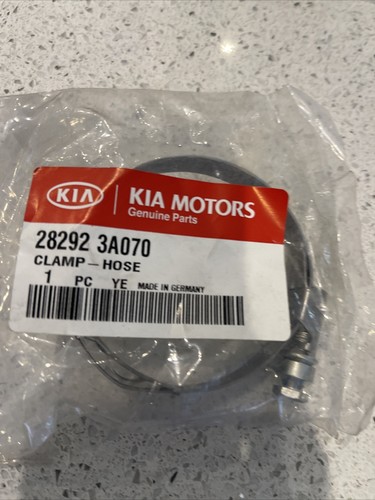 KIA
KIA MOTORS
Genuine Parts
28292 3A070
CLAMP-HOSE
1 PC YE MADE IN GERMANY